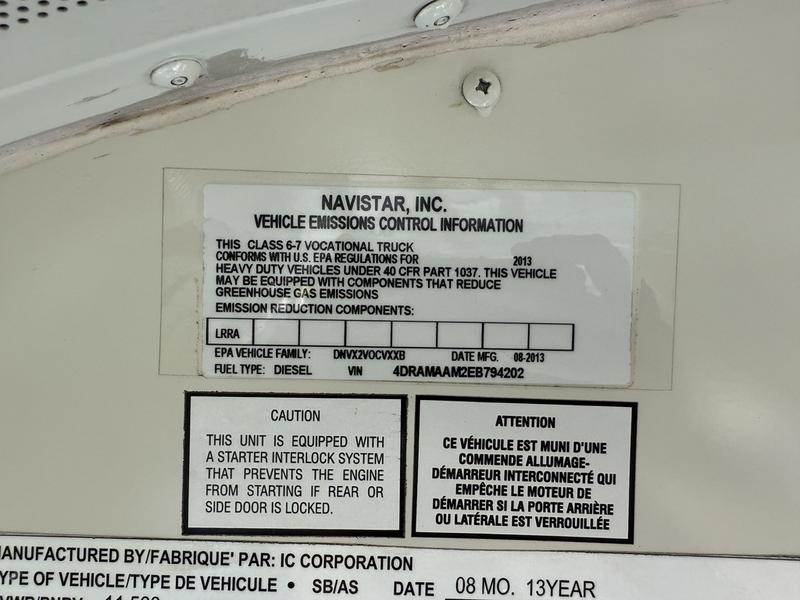 NAVISTAR, INC.
VEHICLE EMISSIONS CONTROL INFORMATION
THIS CLASS 6-7 VOCATIONAL TRUCK
CONFORMS WITH U.S. EPA REGULATIONS FOR 2013
HEAVY DUTY VEHICLES UNDER 40 CFR PART 1037. THIS VEHICLE
MAY BE EQUIPPED WITH COMPONENTS THAT REDUCE
GREENHOUSE GAS EMISSIONS
EMISSION REDUCTION COMPONENTS:
LRRA
EPA VEHICLE FAMILY: DNVX2VOCVXXB DATE MFG. 08-2013
FUEL TYPE: DIESEL VIN 4DRAMAAM2EB794202
CAUTION
THIS UNIT IS EQUIPPED WITH
A STARTER INTERLOCK SYSTEM
THAT PREVENTS THE ENGINE
FROM STARTING IF REAR OR
SIDE DOOR IS LOCKED.
ATTENTION
CE VÉHICULE EST MUNI D'UNE
COMMENDE ALLUMAGE-
DÉMARREUR INTERCONNECTÉ QUI
EMPÊCHE LE MOTEUR DE
DÉMARRER SI LA PORTE ARRIÈRE
OU LATÉRALE EST VERROUILLÉE
MANUFACTURED BY/FABRIQUE' PAR: IC CORPORATION
TYPE OF VEHICLE/TYPE DE VEHICULE • SB/AS DATE 08 MO. 13YEAR